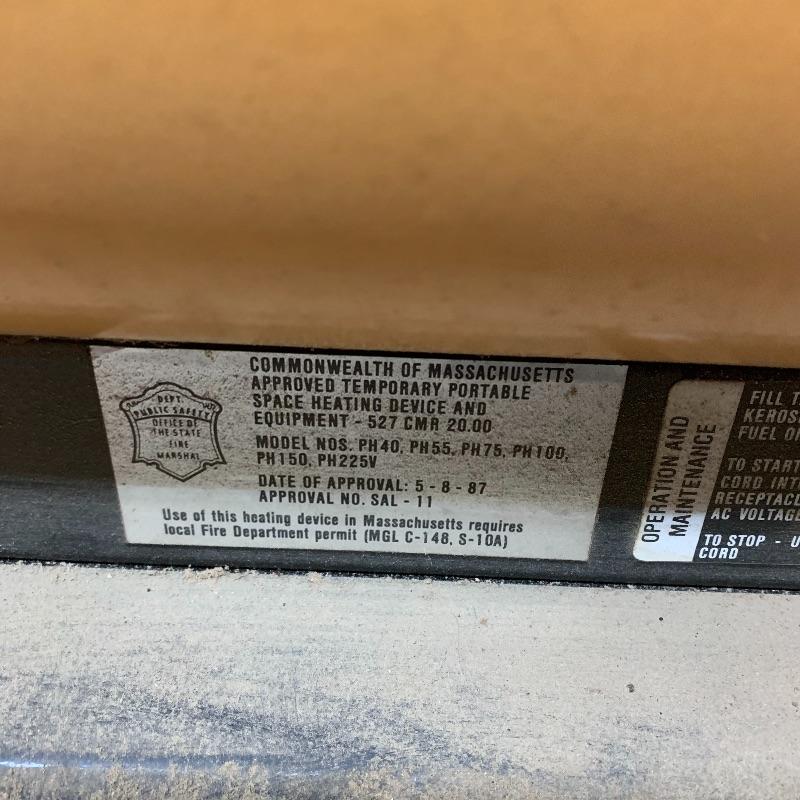 COMMONWEALTH OF MASSACHUSETTS
APPROVED TEMPORARY PORTABLE
SPACE HEATING DEVICE AND
EQUIPMENT - 527 CMR 20.00
MODEL NOS. PH40, PH55, PH75, PH100,
PH150, PH225V
DATE OF APPROVAL: 5 - 8 - 87
APPROVAL NO. SAL - 11
Use of this heating device in Massachusetts requires
local Fire Department permit (MGL C-148, S-10A)
DEPT.
PUBLIC SAFETY
OFFICE OF
THE STATE
FIRE
MARSHAL
OPERATION AND
MAINTENANCE
FILL
FUEL
TO START
CORD
AC VOLTAGE
TO STOP -
CORD